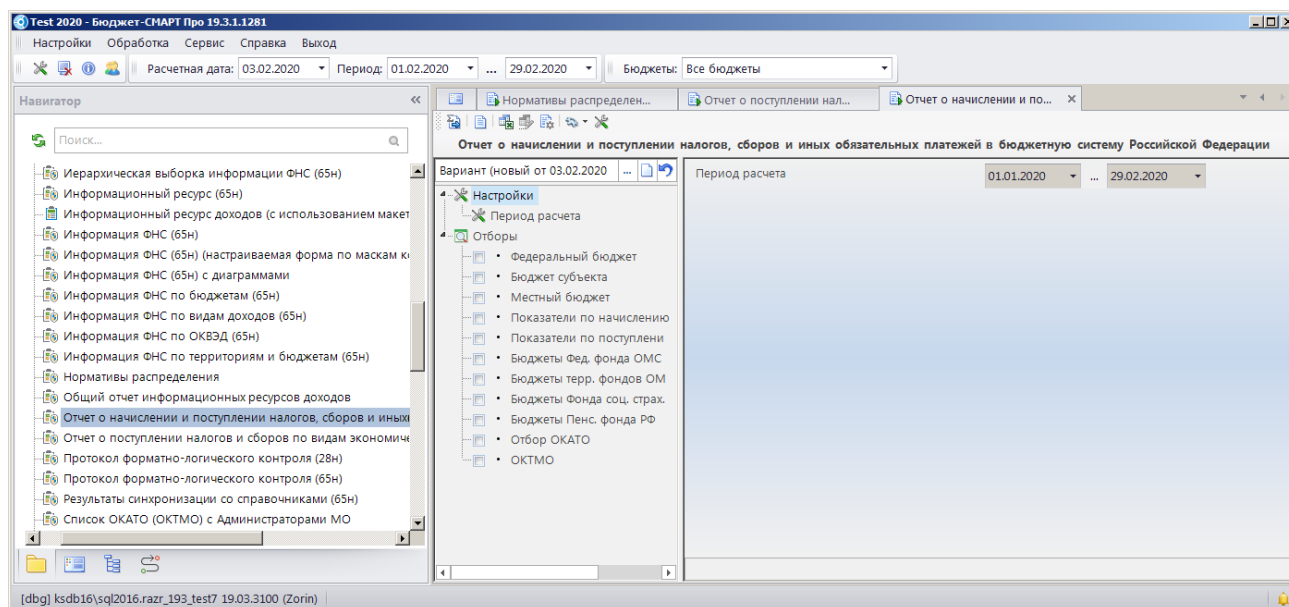 Test 2020 - Бюджет-СМАРТ Про 19.3.1.1281
Настройки Обработка Сервис Справка Выход
Расчетная дата: 03.02.2020 Период: 01.02.2020 ... 29.02.2020 Бюджеты: Все бюджеты
Навигатор
Поиск...
Иерархическая выборка информации ФНС (65н)
Информационный ресурс (65н)
Информационный ресурс доходов (с использованием макет
Информация ФНС (65н)
Информация ФНС (65н) (настраиваемая форма по маскам к
Информация ФНС (65н) с диаграммами
Информация ФНС по бюджетам (65н)
Информация ФНС по видам доходов (65н)
Информация ФНС по ОКВЭД (65н)
Информация ФНС по территориям и бюджетам (65н)
Нормативы распределения
Общий отчет информационных ресурсов доходов
Отчет о начислении и поступлении налогов, сборов и иных
Отчет о поступлении налогов и сборов по видам экономиче
Протокол форматно-логического контроля (28н)
Протокол форматно-логического контроля (65н)
Результаты синхронизации со справочниками (65н)
Список ОКАТО (ОКТМО) с Администраторами МО
Нормативы распределен... Отчет о поступлении нал... Отчет о начислении и по...
Отчет о начислении и поступлении налогов, сборов и иных обязательных платежей в бюджетную систему Российской Федерации
Вариант (новый от 03.02.2020 ...
Настройки
Период расчета
Отборы
Федеральный бюджет
Бюджет субъекта
Местный бюджет
Показатели по начислению
Показатели по поступлени
Бюджеты Фед. фонда ОМС
Бюджеты терр. фондов ОМ
Бюджеты Фонда соц. страх.
Бюджеты Пенс. фонда РФ
Отбор ОКАТО
ОКТМО
Период расчета 01.01.2020 ... 29.02.2020
[dbg] ksdb16\sql2016.razr_193_test7 19.03.3100 (Zorin)